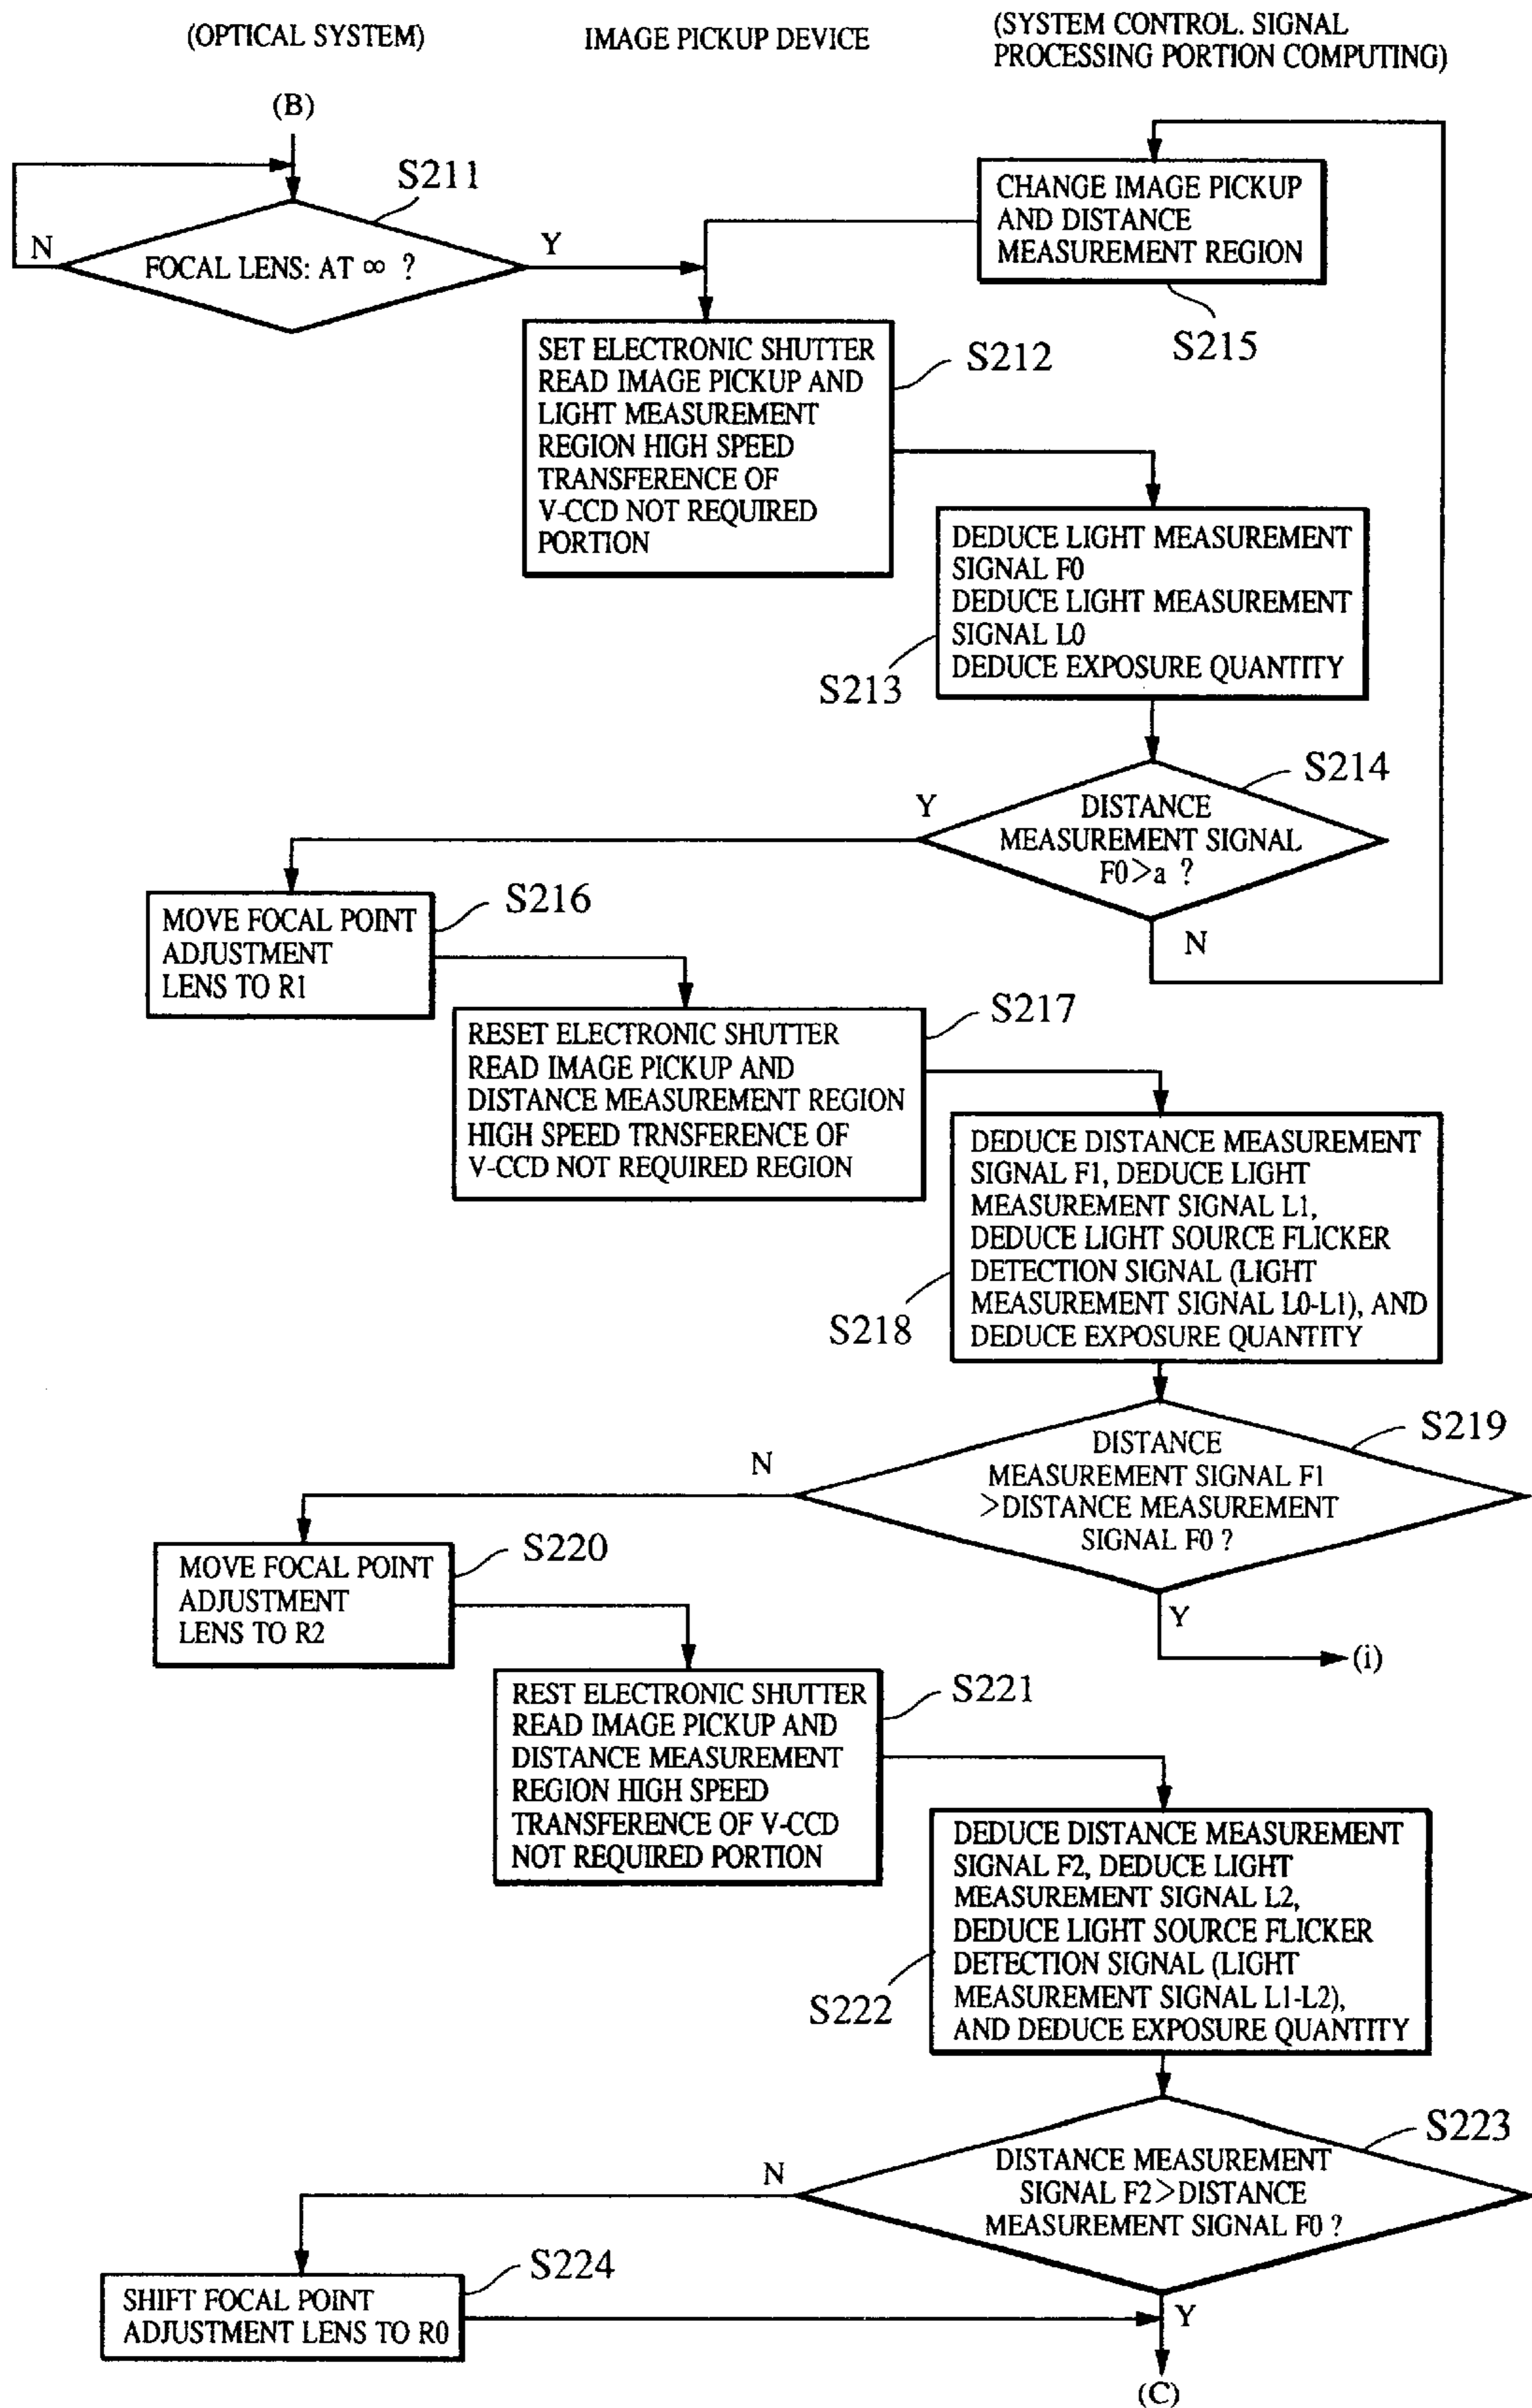 (OPTICAL SYSTEM)
IMAGE PICKUP DEVICE
(SYSTEM CONTROL. SIGNAL
PROCESSING PORTION COMPUTING)
(B)
S211
N
FOCAL LENS: AT ∞ ?
Y
CHANGE IMAGE PICKUP
AND DISTANCE
MEASUREMENT REGION
S215
SET ELECTRONIC SHUTTER
READ IMAGE PICKUP AND
LIGHT MEASUREMENT
REGION HIGH SPEED
TRANSFERENCE OF
V-CCD NOT REQUIRED
PORTION
S212
DEDUCE LIGHT MEASUREMENT
SIGNAL F0
DEDUCE LIGHT MEASUREMENT
SIGNAL L0
DEDUCE EXPOSURE QUANTITY
S213
S214
Y
DISTANCE
MEASUREMENT SIGNAL
F0>a ?
N
MOVE FOCAL POINT
ADJUSTMENT
LENS TO R1
S216
RESET ELECTRONIC SHUTTER
READ IMAGE PICKUP AND
DISTANCE MEASUREMENT REGION
HIGH SPEED TRNSFERENCE OF
V-CCD NOT REQUIRED REGION
S217
DEDUCE DISTANCE MEASUREMENT
SIGNAL F1, DEDUCE LIGHT
MEASUREMENT SIGNAL L1,
DEDUCE LIGHT SOURCE FLICKER
DETECTION SIGNAL (LIGHT
MEASUREMENT SIGNAL L0-L1), AND
DEDUCE EXPOSURE QUANTITY
S218
S219
N
DISTANCE
MEASUREMENT SIGNAL F1
>DISTANCE MEASUREMENT
SIGNAL F0 ?
Y
(i)
MOVE FOCAL POINT
ADJUSTMENT
LENS TO R2
S220
REST ELECTRONIC SHUTTER
READ IMAGE PICKUP AND
DISTANCE MEASUREMENT
REGION HIGH SPEED
TRANSFERENCE OF V-CCD
NOT REQUIRED PORTION
S221
DEDUCE DISTANCE MEASUREMENT
SIGNAL F2, DEDUCE LIGHT
MEASUREMENT SIGNAL L2,
DEDUCE LIGHT SOURCE FLICKER
DETECTION SIGNAL (LIGHT
MEASUREMENT SIGNAL L1-L2),
AND DEDUCE EXPOSURE QUANTITY
S222
S223
N
DISTANCE MEASUREMENT
SIGNAL F2>DISTANCE
MEASUREMENT SIGNAL F0 ?
Y
SHIFT FOCAL POINT
ADJUSTMENT LENS TO R0
S224
(C)